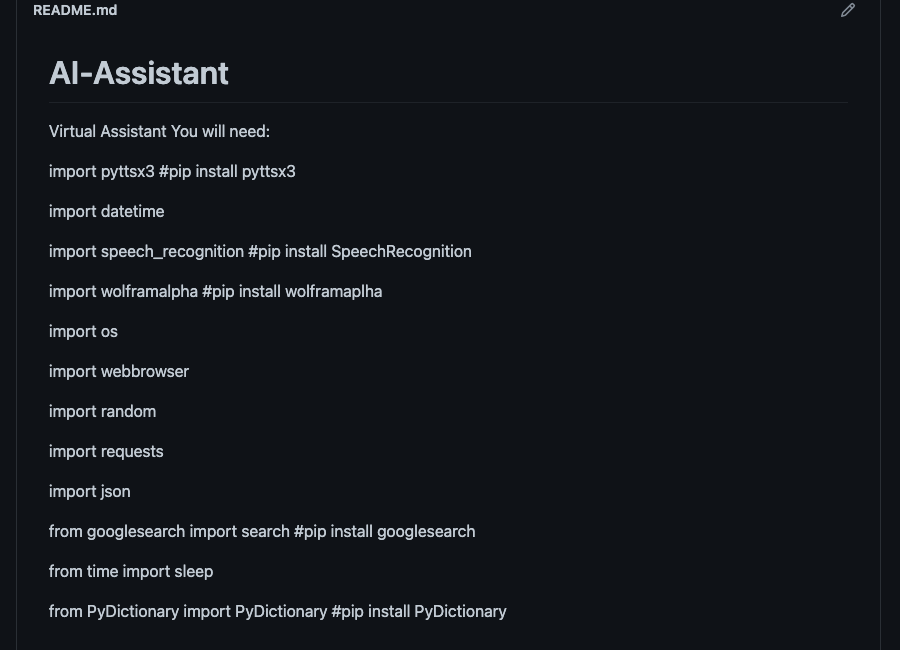 README.md
AI-Assistant
Virtual Assistant You will need:
import pyttsx3 #pip install pyttsx3
import datetime
import speech_recognition #pip install SpeechRecognition
import wolframalpha #pip install wolframaplha
import os
import webbrowser
import random
import requests
import json
from googlesearch import search #pip install googlesearch
from time import sleep
from PyDictionary import PyDictionary #pip install PyDictionary